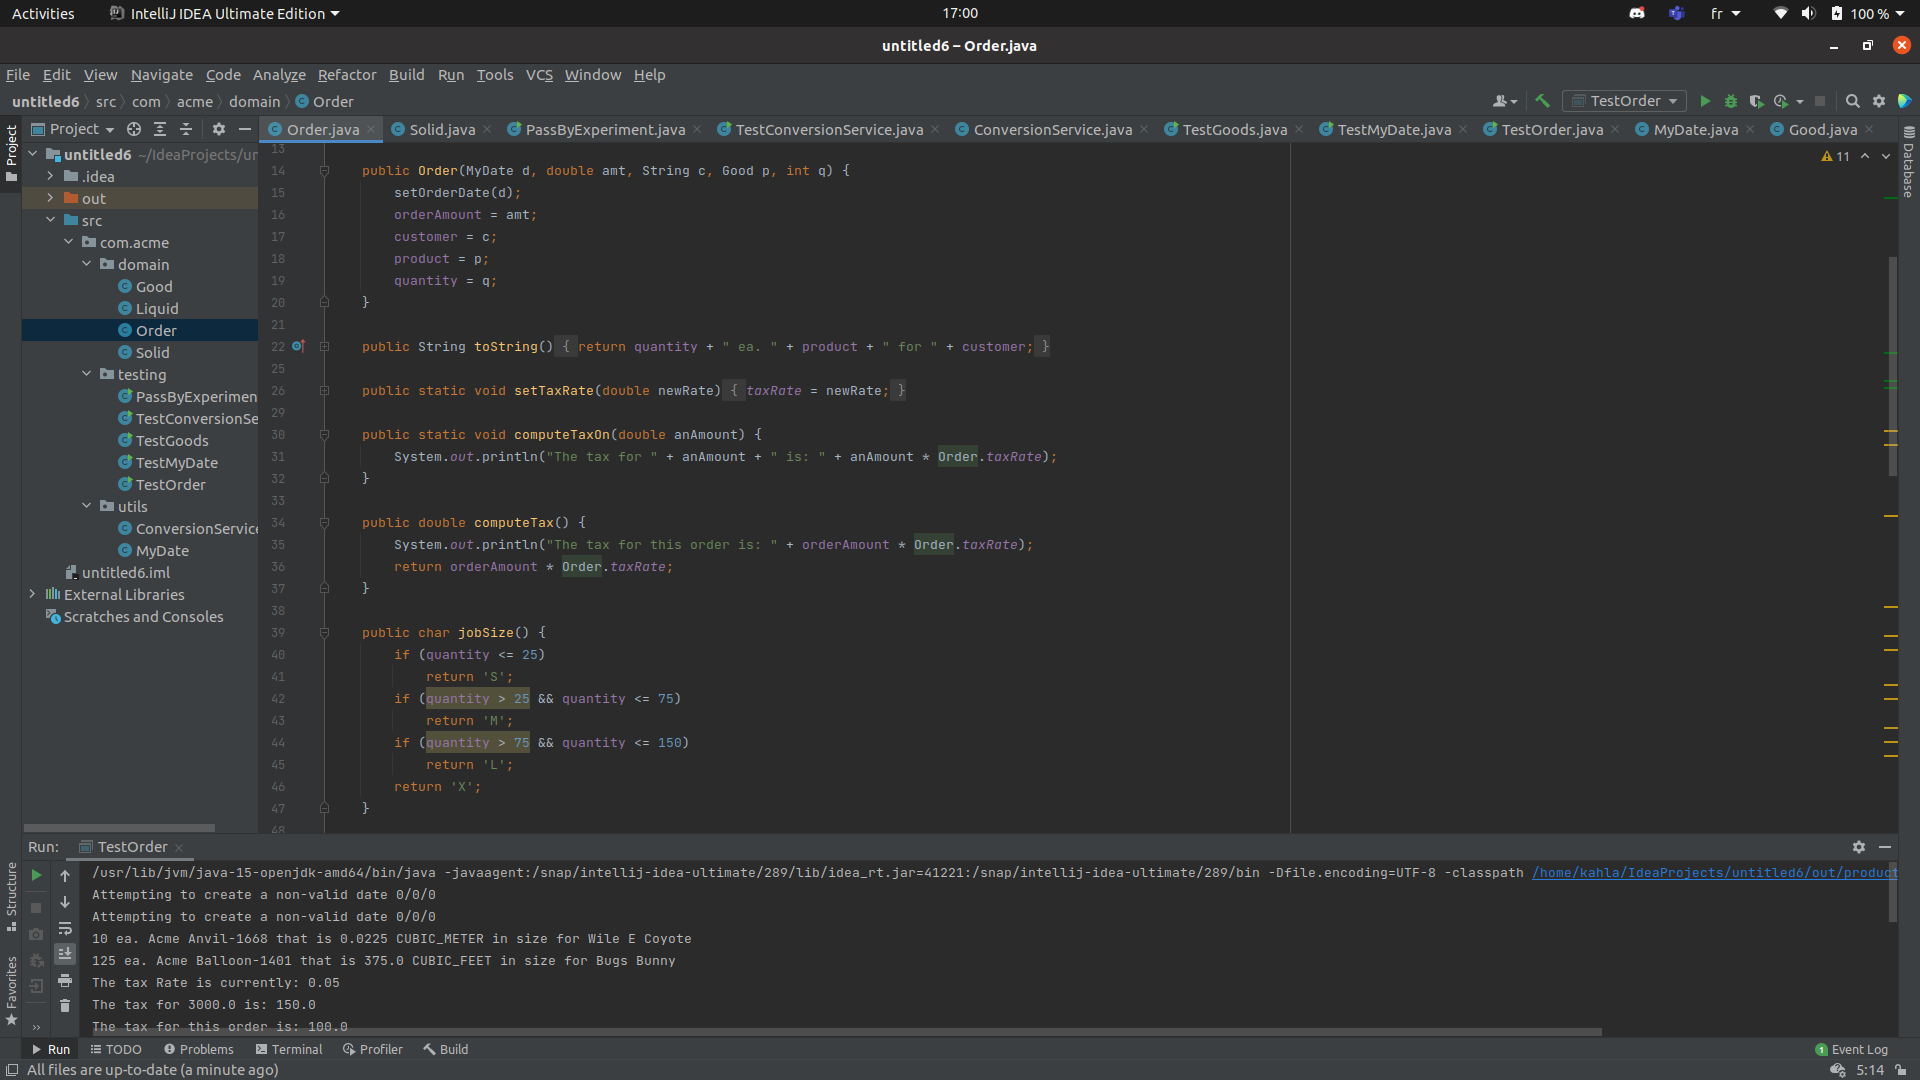 Activities
IntelliJ IDEA Ultimate Edition
17:00
fr
100 %
untitled6 – Order.java
File Edit View Navigate Code Analyze Refactor Build Run Tools VCS Window Help
untitled6 src com acme domain Order
TestOrder
Project
Order.java Solid.java PassByExperiment.java TestConversionService.java ConversionService.java TestGoods.java TestMyDate.java TestOrder.java MyDate.java Good.java
Project
Database
untitled6 ~/IdeaProjects/ur
.idea
out
src
com.acme
domain
Good
Liquid
Order
Solid
testing
PassByExperimen
TestConversionSe
TestGoods
TestMyDate
TestOrder
utils
ConversionService
MyDate
untitled6.iml
External Libraries
Scratches and Consoles
11
13
14 public Order(MyDate d, double amt, String c, Good p, int q) {
15 setOrderDate(d);
16 orderAmount = amt;
17 customer = c;
18 product = p;
19 quantity = q;
20 }
21
22 public String toString() { return quantity + " ea. " + product + " for " + customer; }
25
26 public static void setTaxRate(double newRate) { taxRate = newRate; }
29
30 public static void computeTaxOn(double anAmount) {
31 System.out.println("The tax for " + anAmount + " is: " + anAmount * Order.taxRate);
32 }
33
34 public double computeTax() {
35 System.out.println("The tax for this order is: " + orderAmount * Order.taxRate);
36 return orderAmount * Order.taxRate;
37 }
38
39 public char jobSize() {
40 if (quantity <= 25)
41 return 'S';
42 if (quantity > 25 && quantity <= 75)
43 return 'M';
44 if (quantity > 75 && quantity <= 150)
45 return 'L';
46 return 'X';
47 }
48
Run: TestOrder
Structure
Favorites
/usr/lib/jvm/java-15-openjdk-amd64/bin/java -javaagent:/snap/intellij-idea-ultimate/289/lib/idea_rt.jar=41221:/snap/intellij-idea-ultimate/289/bin -Dfile.encoding=UTF-8 -classpath /home/kahla/IdeaProjects/untitled6/out/product
Attempting to create a non-valid date 0/0/0
Attempting to create a non-valid date 0/0/0
10 ea. Acme Anvil-1668 that is 0.0225 CUBIC_METER in size for Wile E Coyote
125 ea. Acme Balloon-1401 that is 375.0 CUBIC_FEET in size for Bugs Bunny
The tax Rate is currently: 0.05
The tax for 3000.0 is: 150.0
The tax for this order is: 100.0
Run TODO Problems Terminal Profiler Build
1 Event Log
All files are up-to-date (a minute ago)
5:14